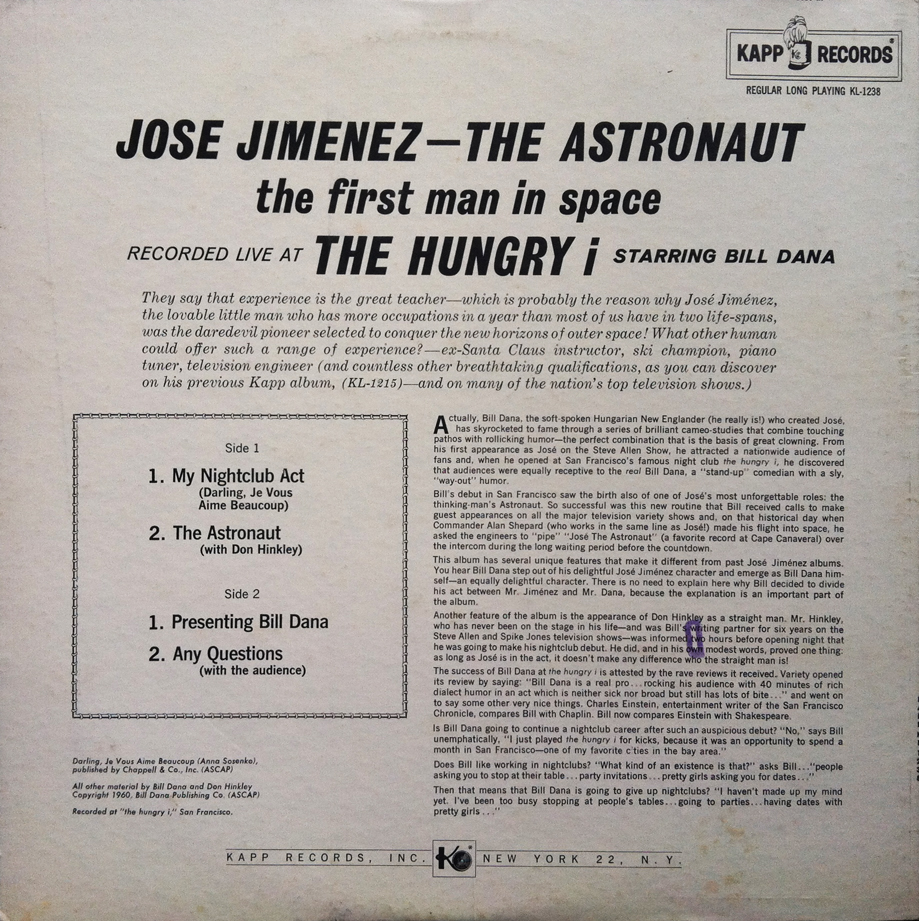 KAPP RECORDS®
REGULAR LONG PLAYING KL-1238
JOSE JIMENEZ—THE ASTRONAUT
the first man in space
RECORDED LIVE AT THE HUNGRY i STARRING BILL DANA
They say that experience is the great teacher—which is probably the reason why José Jiménez,
the lovable little man who has more occupations in a year than most of us have in two life-spans,
was the daredevil pioneer selected to conquer the new horizons of outer space! What other human
could offer such a range of experience?—ex-Santa Claus instructor, ski champion, piano
tuner, television engineer (and countless other breathtaking qualifications, as you can discover
on his previous Kapp album, (KL-1215)—and on many of the nation's top television shows.)
Side 1
1. My Nightclub Act
(Darling, Je Vous
Aime Beaucoup)
2. The Astronaut
(with Don Hinkley)
Side 2
1. Presenting Bill Dana
2. Any Questions
(with the audience)
Darling, Je Vous Aime Beaucoup (Anna Sosenko),
published by Chappell & Co., Inc. (ASCAP)
All other material by Bill Dana and Don Hinkley
Copyright 1960, Bill Dana Publishing Co. (ASCAP)
Recorded at "the hungry i," San Francisco.
Actually, Bill Dana, the soft-spoken Hungarian New Englander (he really is!) who created José,
has skyrocketed to fame through a series of brilliant cameo-studies that combine touching
pathos with rollicking humor—the perfect combination that is the basis of great clowning. From
his first appearance as José on the Steve Allen Show, he attracted a nationwide audience of
fans and, when he opened at San Francisco's famous night club the hungry i, he discovered
that audiences were equally receptive to the real Bill Dana, a "stand-up" comedian with a sly,
"way-out" humor.
Bill's debut in San Francisco saw the birth also of one of José's most unforgettable roles: the
thinking-man's Astronaut. So successful was this new routine that Bill received calls to make
guest appearances on all the major television variety shows and, on that historical day when
Commander Alan Shepard (who works in the same line as José!) made his flight into space, he
asked the engineers to "pipe" "José The Astronaut" (a favorite record at Cape Canaveral) over
the intercom during the long waiting period before the countdown.
This album has several unique features that make it different from past José Jiménez albums.
You hear Bill Dana step out of his delightful José Jiménez character and emerge as Bill Dana him-
self—an equally delightful character. There is no need to explain here why Bill decided to divide
his act between Mr. Jiménez and Mr. Dana, because the explanation is an important part of
the album.
Another feature of the album is the appearance of Don Hinkley as a straight man. Mr. Hinkley,
who has never been on the stage in his life—and was Bill's writing partner for six years on the
Steve Allen and Spike Jones television shows—was informed two hours before opening night that
he was going to make his nightclub debut. He did, and in his own modest words, proved one thing:
as long as José is in the act, it doesn't make any difference who the straight man is!
The success of Bill Dana at the hungry i is attested by the rave reviews it received. Variety opened
its review by saying: "Bill Dana is a real pro...rocking his audience with 40 minutes of rich
dialect humor in an act which is neither sick nor broad but still has lots of bite..." and went on
to say some other very nice things. Charles Einstein, entertainment writer of the San Francisco
Chronicle, compares Bill with Chaplin. Bill now compares Einstein with Shakespeare.
Is Bill Dana going to continue a nightclub career after such an auspicious debut? "No," says Bill
unemphatically, "I just played the hungry i for kicks, because it was an opportunity to spend a
month in San Francisco—one of my favorite cities in the bay area."
Does Bill like working in nightclubs? "What kind of an existence is that?" asks Bill..."people
asking you to stop at their table...party invitations...pretty girls asking you for dates..."
Then that means that Bill Dana is going to give up nightclubs? "I haven't made up my mind
yet. I've been too busy stopping at people's tables...going to parties...having dates with
pretty girls..."
KAPP RECORDS, INC. K NEW YORK 22, N.Y.